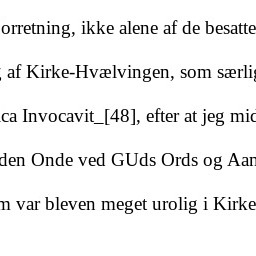 orretning, ikke alene af de besatte
af Kirke-Hvælvingen, som særlig
ca Invocavit_[48], efter at jeg mid
den Onde ved GUds Ords og Aan
m var bleven meget urolig i Kirke